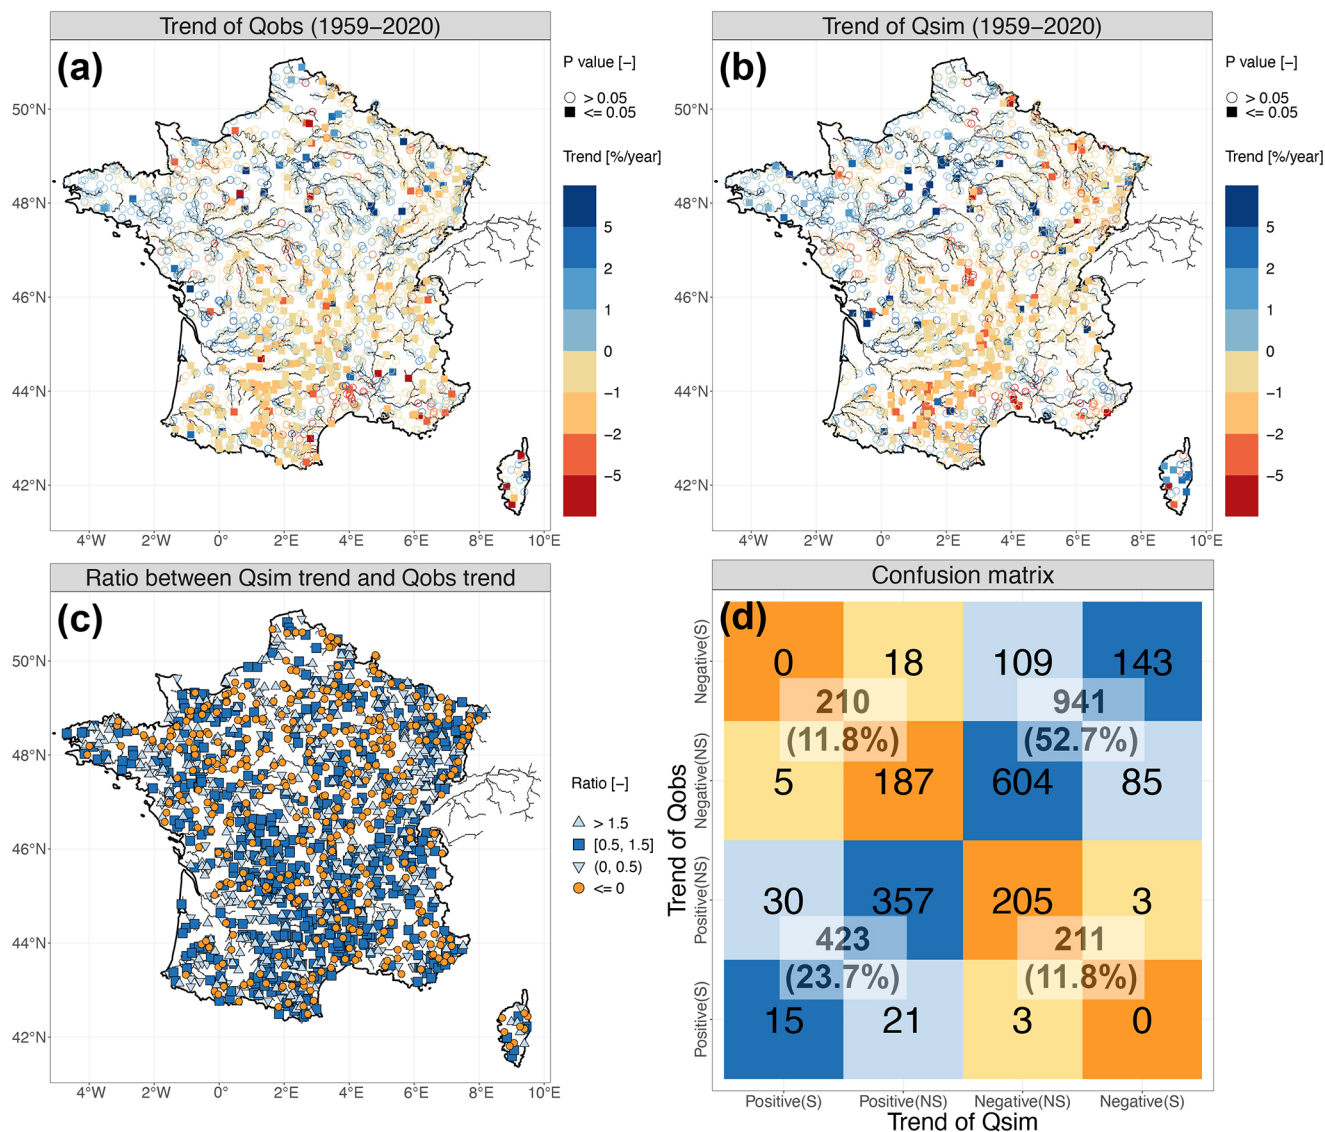 Trend of Qobs (1959–2020)
(a)
50°N
48°N
46°N
44°N
42°N
4°W 2°W 0° 2°E 4°E 6°E 8°E 10°E
P value [–]
> 0.05
<= 0.05
Trend [%/year]
5
2
1
0
−1
−2
−5
Trend of Qsim (1959–2020)
(b)
50°N
48°N
46°N
44°N
42°N
4°W 2°W 0° 2°E 4°E 6°E 8°E 10°E
P value [–]
> 0.05
<= 0.05
Trend [%/year]
5
2
1
0
−1
−2
−5
Ratio between Qsim trend and Qobs trend
(c)
50°N
48°N
46°N
44°N
42°N
4°W 2°W 0° 2°E 4°E 6°E 8°E 10°E
Ratio [–]
> 1.5
[0.5, 1.5]
(0, 0.5)
<= 0
Confusion matrix
(d)
Trend of Qobs
Negative(S)
Negative(NS)
Positive(NS)
Positive(S)
0 18 109 143
210 941
(11.8%) (52.7%)
5 187 604 85
30 357 205 3
423 211
(23.7%) (11.8%)
15 21 3 0
Positive(S) Positive(NS) Negative(NS) Negative(S)
Trend of Qsim